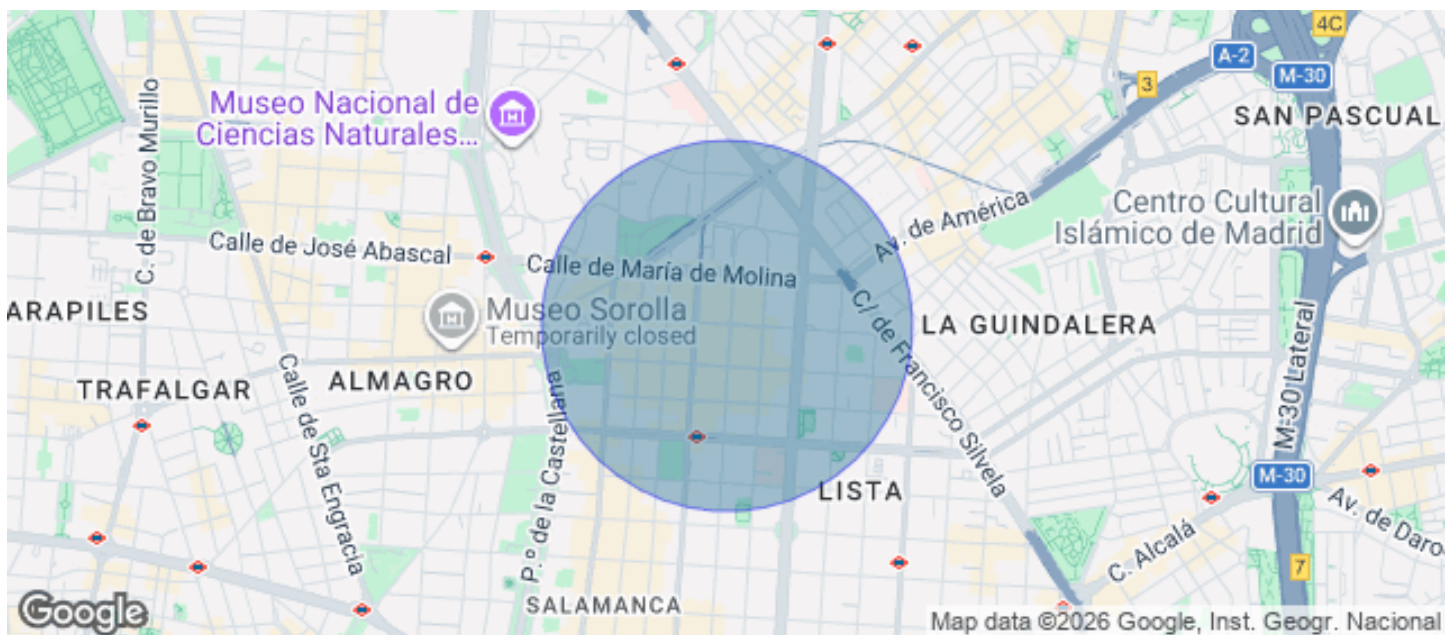 4C
A-2
M-30
3
Museo Nacional de
Ciencias Naturales...
SAN PASCUAL
C. de Bravo Murillo
Centro Cultural
Islámico de Madrid
Av. de América
Calle de José Abascal
Calle de María de Molina
ARAPILES
Museo Sorolla
Temporarily closed
C/ de Francisco Silvela
LA GUINDALERA
M-30 Lateral
TRAFALGAR
ALMAGRO
Calle de Sta Engracia
P.º de la Castellana
LISTA
M-30
Av. de Daroc
C. Alcalá
7
SALAMANCA
Google
Map data ©2026 Google, Inst. Geogr. Nacional